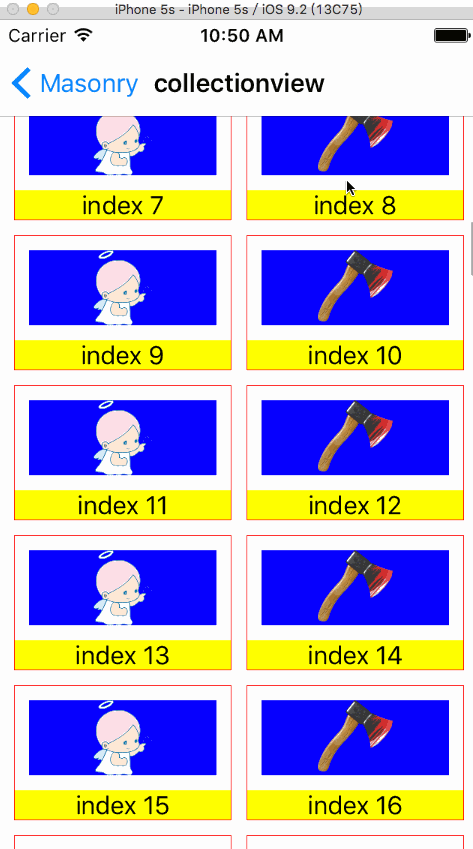 iPhone 5s - iPhone 5s / iOS 9.2 (13C75)
Carrier 10:50 AM
Masonry collectionview
index 7 index 8
index 9 index 10
index 11 index 12
index 13 index 14
index 15 index 16